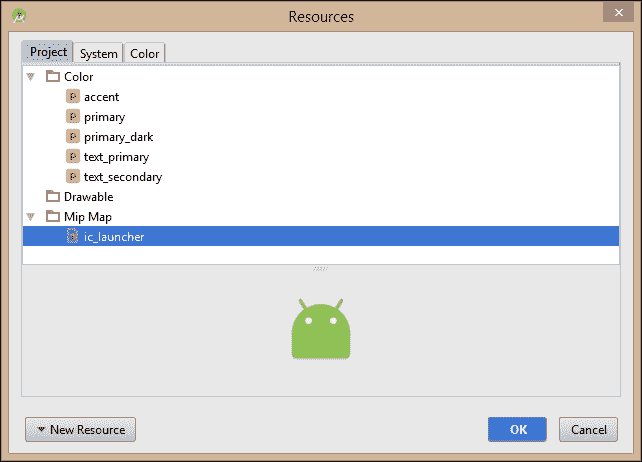 Resources
Project System Color
Color
accent
primary
primary_dark
text_primary
text_secondary
Drawable
Mip Map
ic_launcher
New Resource OK Cancel